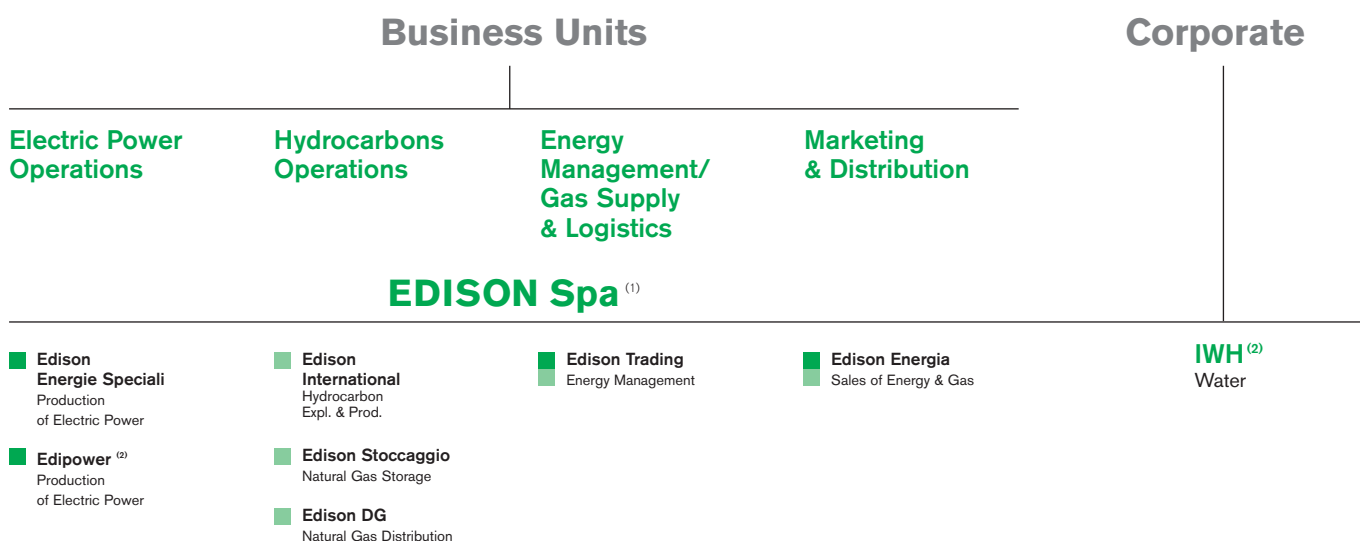 Business Units
Corporate
Electric Power
Operations
Hydrocarbons
Operations
Energy
Management/
Gas Supply
& Logistics
Marketing
& Distribution
EDISON Spa (1)
Edison
Energie Speciali
Production
of Electric Power
Edipower (2)
Production
of Electric Power
Edison
International
Hydrocarbon
Expl. & Prod.
Edison Stoccaggio
Natural Gas Storage
Edison DG
Natural Gas Distribution
Edison Trading
Energy Management
Edison Energia
Sales of Energy & Gas
IWH (2)
Water